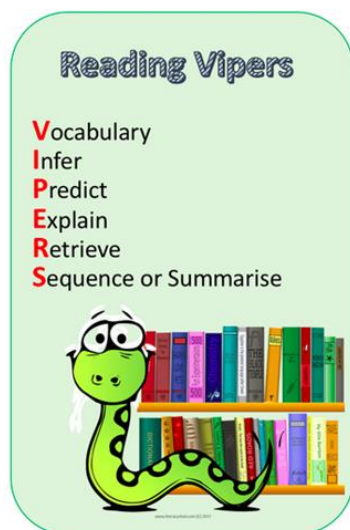 Reading Vipers
Vocabulary
Infer
Predict
Explain
Retrieve
Sequence or Summarise